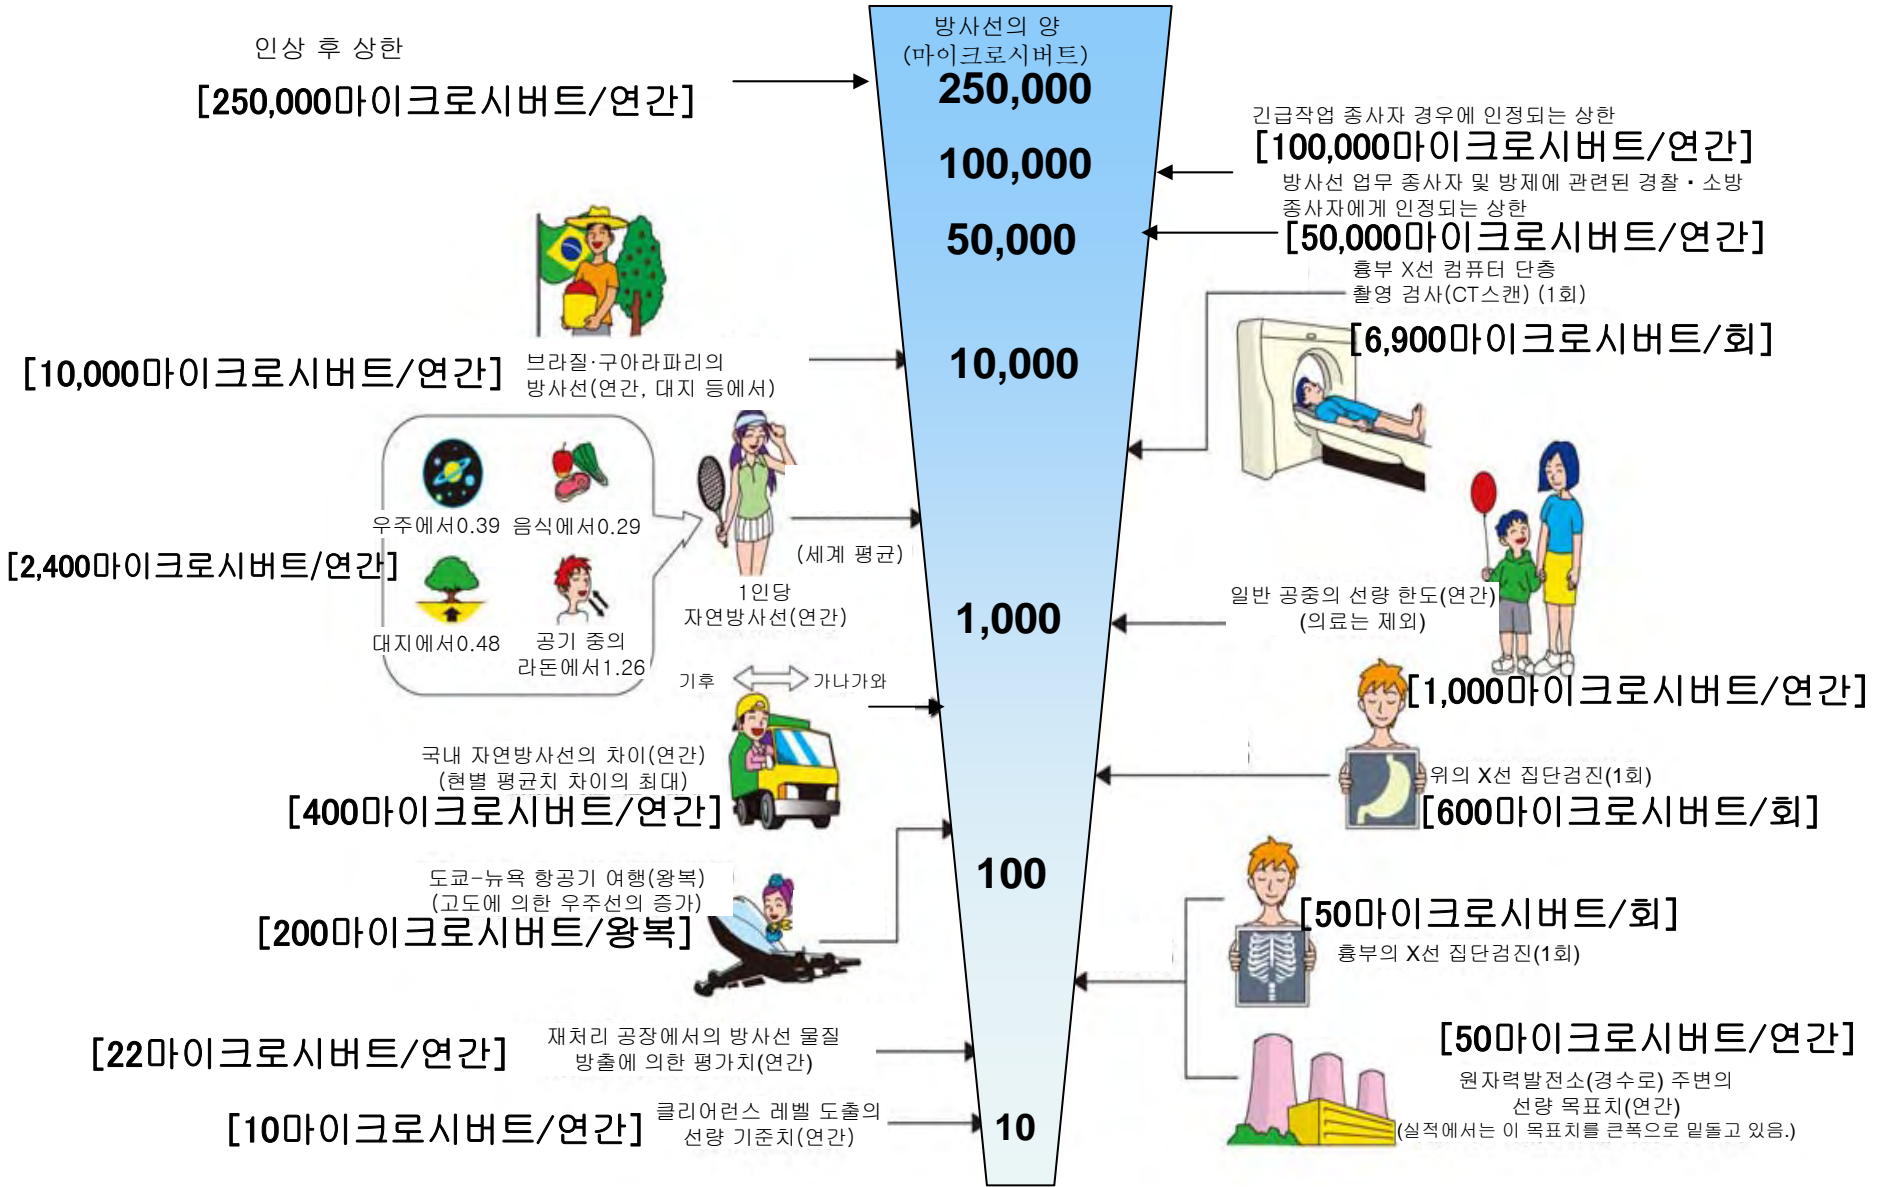 방사선의 양
(마이크로시버트)
250,000
100,000
50,000
10,000
1,000
100
10
인상 후 상한
[250,000마이크로시버트/연간]
[10,000마이크로시버트/연간]
브라질·구아라파리의
방사선(연간, 대지 등에서)
우주에서0.39
음식에서0.29
[2,400마이크로시버트/연간]
대지에서0.48
공기 중의
라돈에서1.26
(세계 평균)
1인당
자연방사선(연간)
기후
가나가와
국내 자연방사선의 차이(연간)
(현별 평균치 차이의 최대)
[400마이크로시버트/연간]
도쿄-뉴욕 항공기 여행(왕복)
(고도에 의한 우주선의 증가)
[200마이크로시버트/왕복]
[22마이크로시버트/연간]
재처리 공장에서의 방사선 물질
방출에 의한 평가치(연간)
[10마이크로시버트/연간]
클리어런스 레벨 도출의
선량 기준치(연간)
긴급작업 종사자 경우에 인정되는 상한
[100,000마이크로시버트/연간]
방사선 업무 종사자 및 방제에 관련된 경찰・소방
종사자에게 인정되는 상한
[50,000마이크로시버트/연간]
흉부 X선 컴퓨터 단층
촬영 검사(CT스캔) (1회)
[6,900마이크로시버트/회]
일반 공중의 선량 한도(연간)
(의료는 제외)
[1,000마이크로시버트/연간]
위의 X선 집단검진(1회)
[600마이크로시버트/회]
[50마이크로시버트/회]
흉부의 X선 집단검진(1회)
[50마이크로시버트/연간]
원자력발전소(경수로) 주변의
선량 목표치(연간)
(실적에서는 이 목표치를 큰폭으로 밑돌고 있음.)